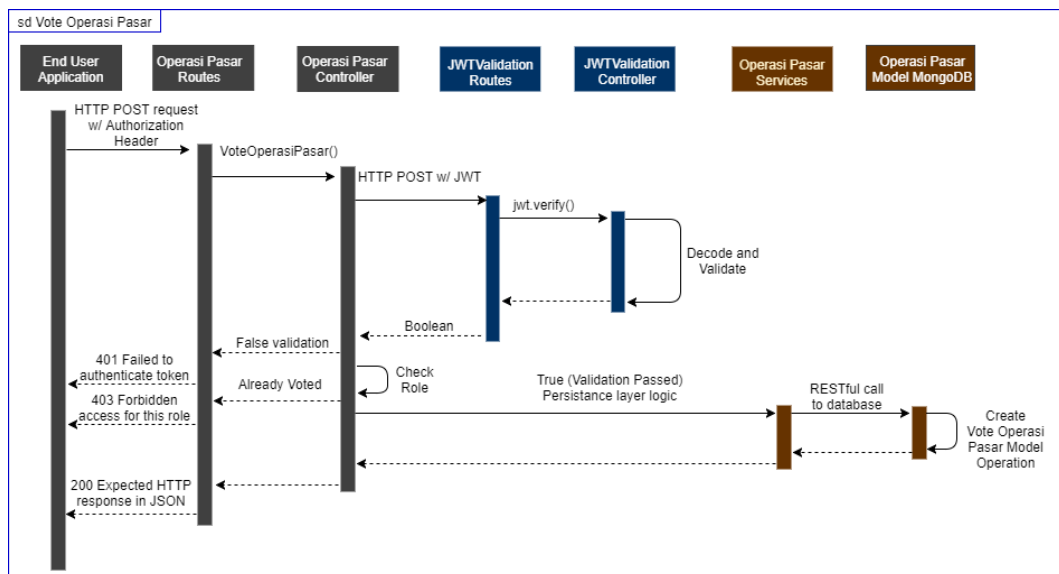 sd Vote Operasi Pasar
End User
Application
Operasi Pasar
Routes
Operasi Pasar
Controller
JWTValidation
Routes
JWTValidation
Controller
Operasi Pasar
Services
Operasi Pasar
Model MongoDB
HTTP POST request
w/ Authorization
Header
VoteOperasiPasar()
HTTP POST w/ JWT
jwt.verify()
Decode and
Validate
Boolean
False validation
401 Failed to
authenticate token
Check
Role
Already Voted
403 Forbidden
access for this role
True (Validation Passed)
Persistance layer logic
RESTful call
to database
Create
Vote Operasi
Pasar Model
Operation
200 Expected HTTP
response in JSON